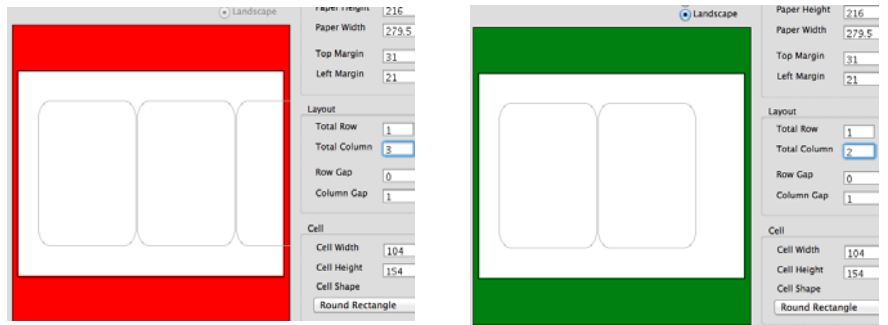 Landscape
Paper Height 216
Paper Width 279.5
Top Margin 31
Left Margin 21
Layout
Total Row 1
Total Column 3
Row Gap 0
Column Gap 1
Cell
Cell Width 104
Cell Height 154
Cell Shape
Round Rectangle
Landscape
Paper Height 216
Paper Width 279.5
Top Margin 31
Left Margin 21
Layout
Total Row 1
Total Column 2
Row Gap 0
Column Gap 1
Cell
Cell Width 104
Cell Height 154
Cell Shape
Round Rectangle